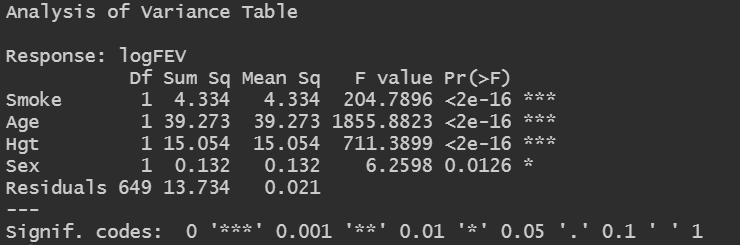 Analysis of Variance Table
Response: logFEV
Df Sum Sq Mean Sq F value Pr(>F)
Smoke 1 4.334 4.334 204.7896 <2e-16 ***
Age 1 39.273 39.273 1855.8823 <2e-16 ***
Hgt 1 15.054 15.054 711.3899 <2e-16 ***
Sex 1 0.132 0.132 6.2598 0.0126 *
Residuals 649 13.734 0.021
---
Signif. codes: 0 '***' 0.001 '**' 0.01 '*' 0.05 '.' 0.1 ' ' 1